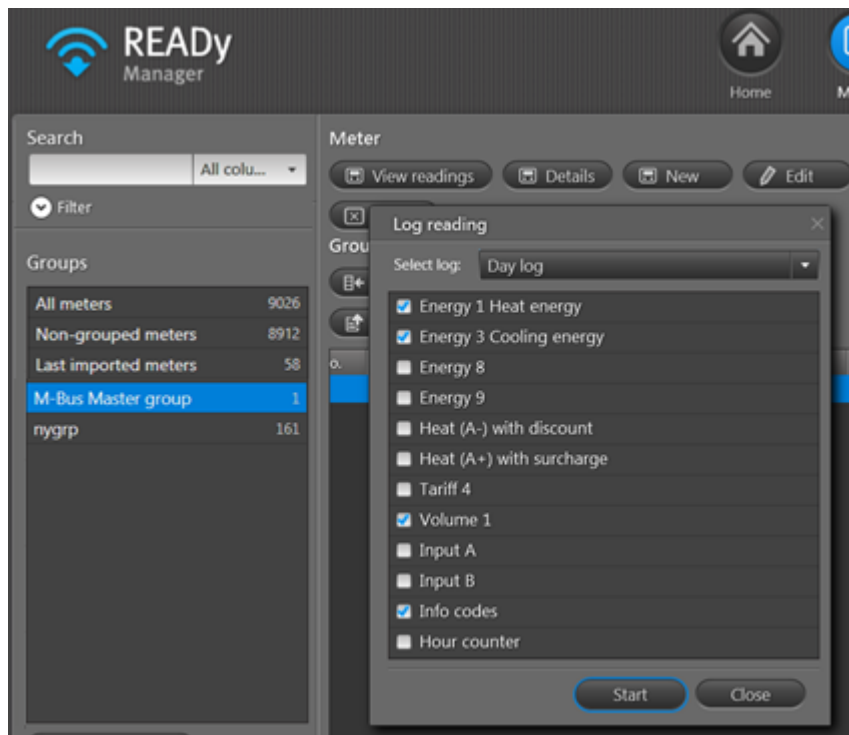 READy
Manager
Home
M
Search
All colu...
Filter
Groups
All meters 9026
Non-grouped meters 8912
Last imported meters 58
M-Bus Master group 1
nygrp 161
Meter
View readings Details New Edit
Grou
o.
Log reading
Select log: Day log
Energy 1 Heat energy
Energy 3 Cooling energy
Energy 8
Energy 9
Heat (A-) with discount
Heat (A+) with surcharge
Tariff 4
Volume 1
Input A
Input B
Info codes
Hour counter
Start Close